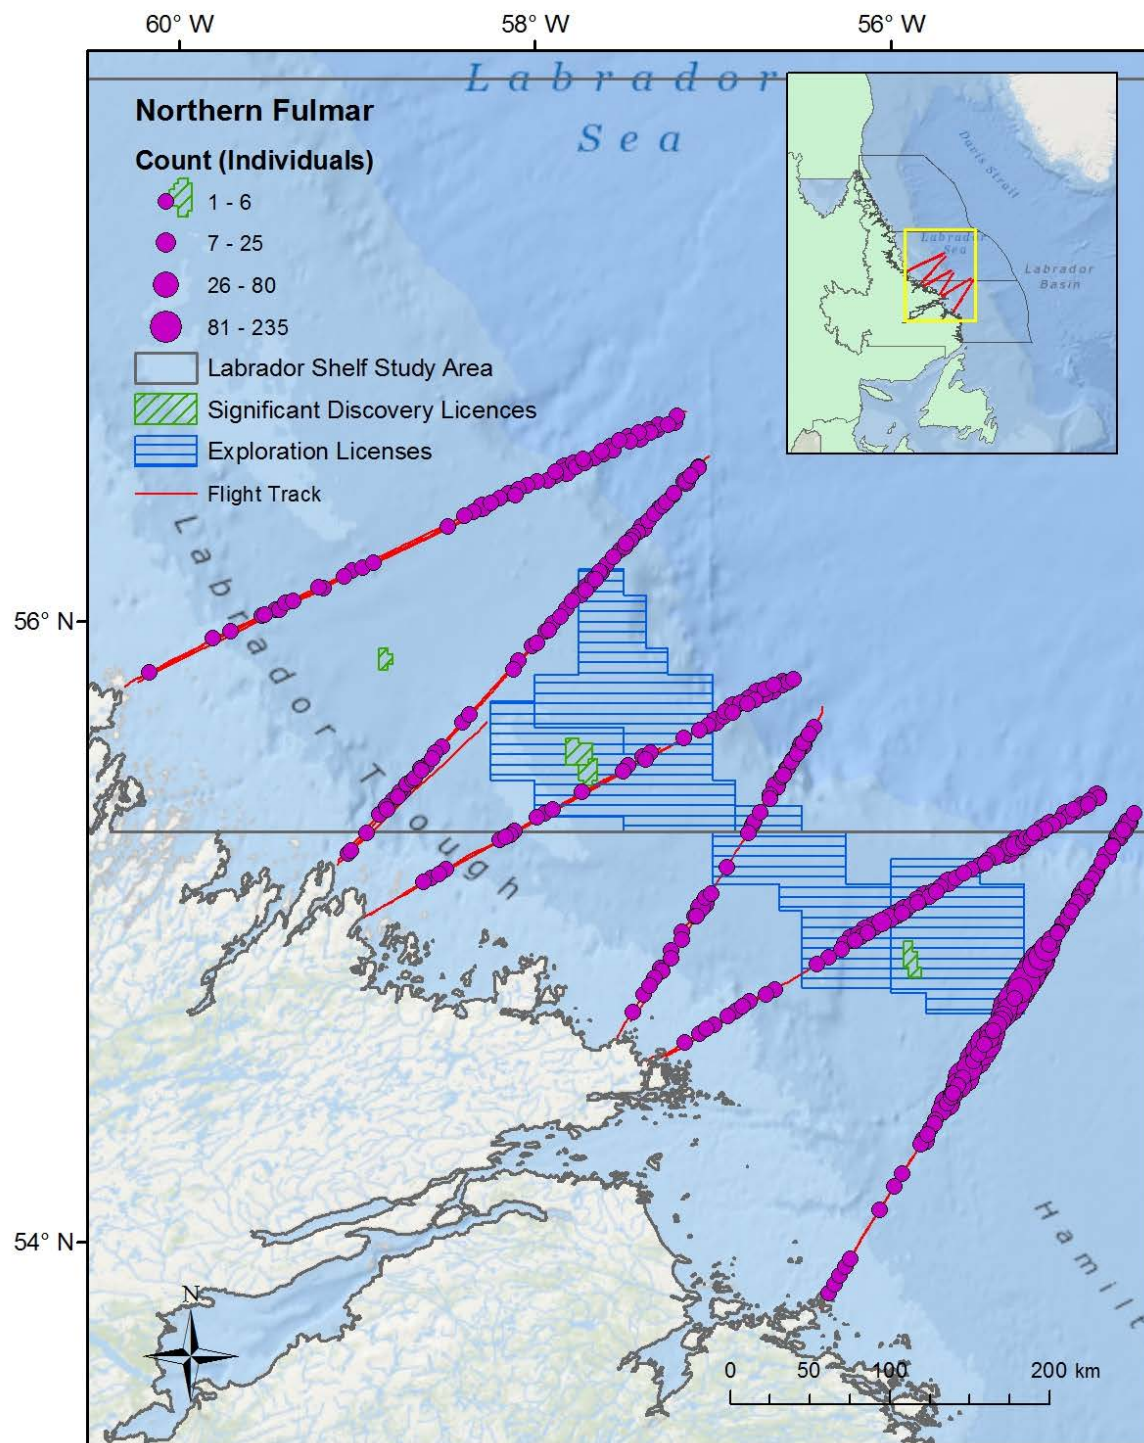 60° W 58° W 56° W
Labrador
Sea
Northern Fulmar
Count (Individuals)
1 - 6
7 - 25
26 - 80
81 - 235
Labrador Shelf Study Area
Significant Discovery Licences
Exploration Licenses
Flight Track
Davis Strait
Labrador
Sea
Labrador
Basin
Labrador Trough
56° N
54° N
Hamilt
N
0 50 100 200 km